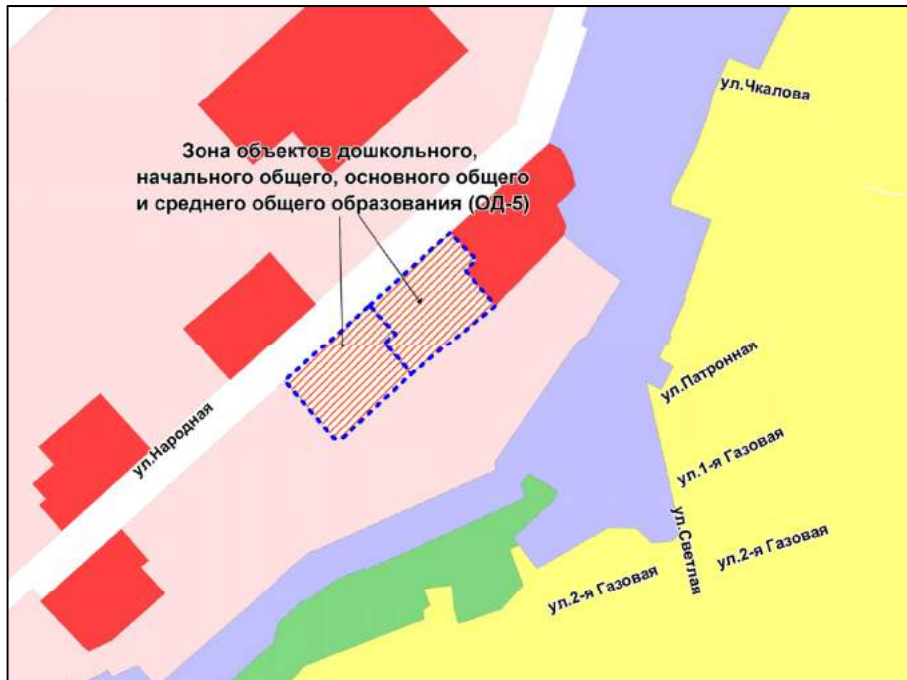 ул.Чкалова
Зона объектов дошкольного,
начального общего, основного общего
и среднего общего образования (ОД-5)
ул.Патронная
ул.Народная
ул.1-я Газовая
ул.Светлая
ул.2-я Газовая
ул.2-я Газовая